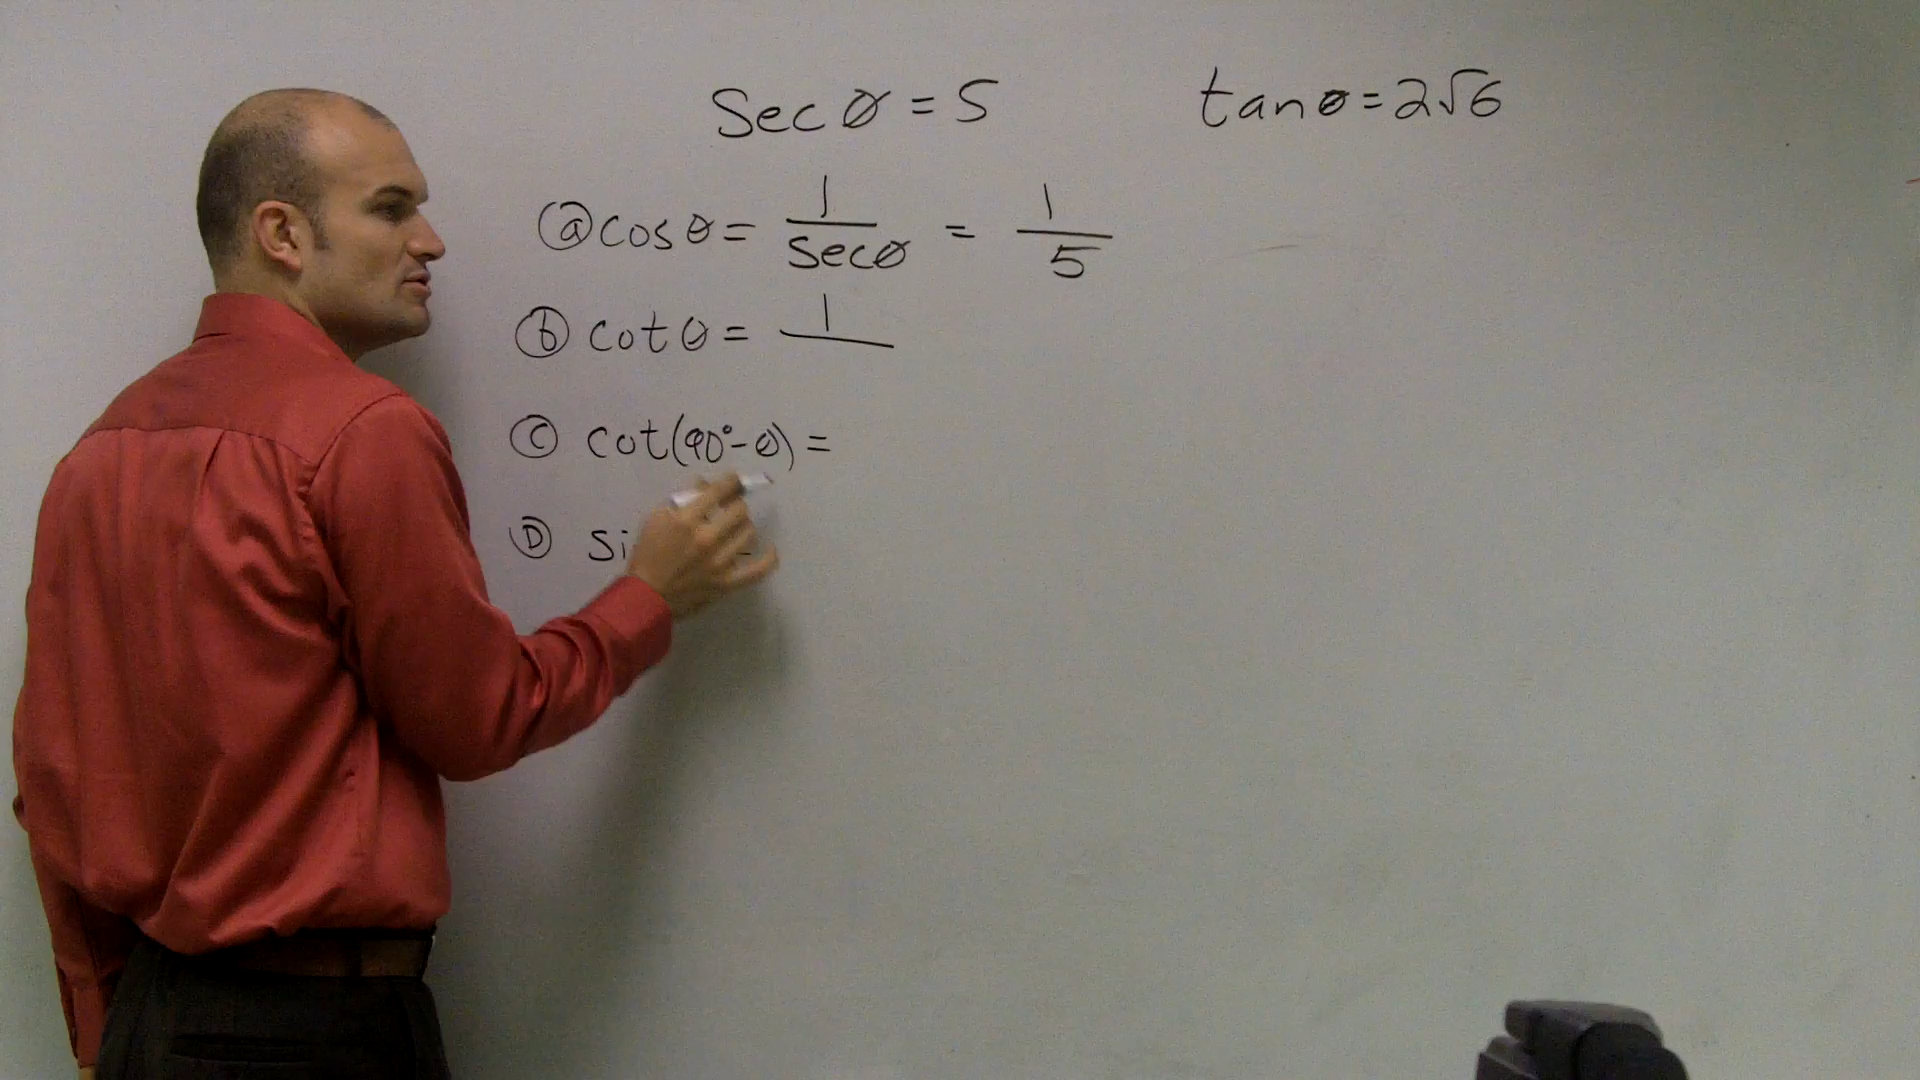 sec θ = 5 tan θ = 2√6
ⓐ cos θ = 1/sec θ = 1/5
ⓑ cot θ = 1/
ⓒ cot(90°-θ) =
Ⓓ si